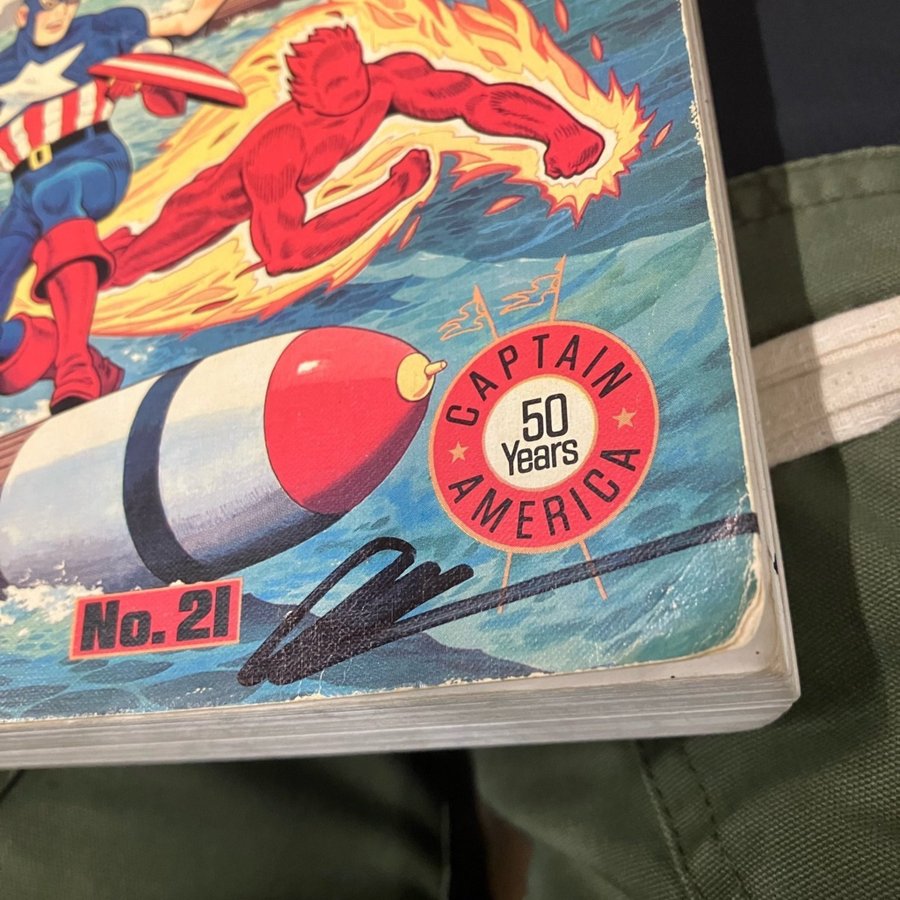 CAPTAIN
50
Years
AMERICA
No. 21